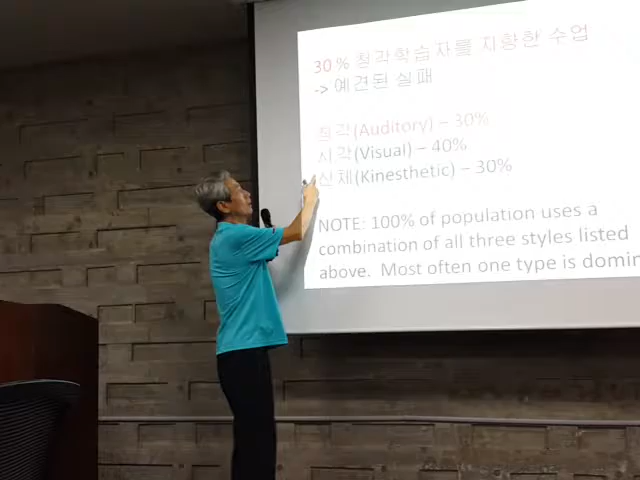 30 % 청각학습자를 지향한 수업
-> 예견된 실패
청각(Auditory) – 30%
시각(Visual) – 40%
신체(Kinesthetic) – 30%
NOTE: 100% of population uses a
combination of all three styles listed
above. Most often one type is domin